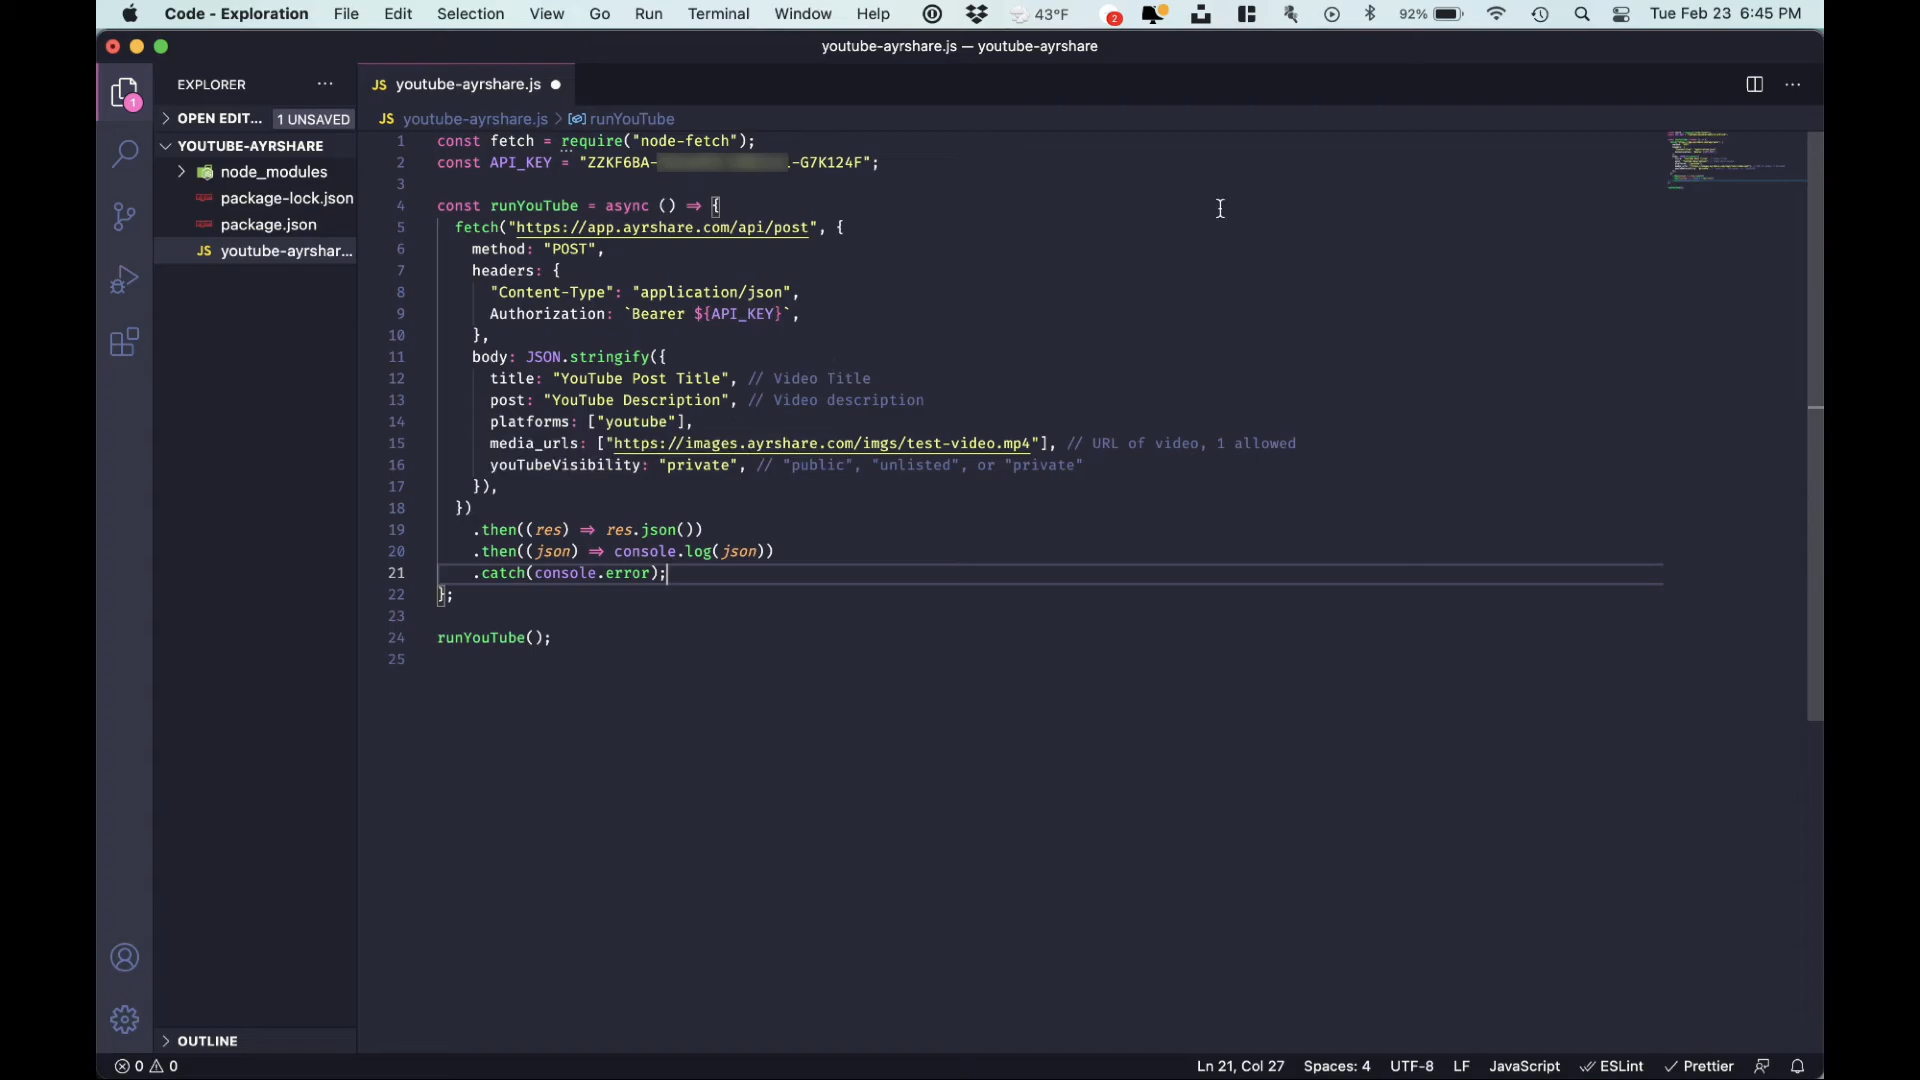 Code - Exploration File Edit Selection View Go Run Terminal Window Help 43°F 2 92% Tue Feb 23 6:45 PM
youtube-ayrshare.js — youtube-ayrshare
EXPLORER ···
JS youtube-ayrshare.js ● ···
1
OPEN EDIT... 1 UNSAVED
YOUTUBE-AYRSHARE
node_modules
package-lock.json
package.json
JS youtube-ayrshar...
JS youtube-ayrshare.js > runYouTube
1 const fetch = require("node-fetch");
2 const API_KEY = "ZZKF6BA- -G7K124F";
3
4 const runYouTube = async () => {
5 fetch("https://app.ayrshare.com/api/post", {
6 method: "POST",
7 headers: {
8 "Content-Type": "application/json",
9 Authorization: `Bearer ${API_KEY}`,
10 },
11 body: JSON.stringify({
12 title: "YouTube Post Title", // Video Title
13 post: "YouTube Description", // Video description
14 platforms: ["youtube"],
15 media_urls: ["https://images.ayrshare.com/imgs/test-video.mp4"], // URL of video, 1 allowed
16 youTubeVisibility: "private", // "public", "unlisted", or "private"
17 }),
18 })
19 .then((res) => res.json())
20 .then((json) => console.log(json))
21 .catch(console.error);
22 };
23
24 runYouTube();
25
OUTLINE
0 0 Ln 21, Col 27 Spaces: 4 UTF-8 LF JavaScript ESLint Prettier